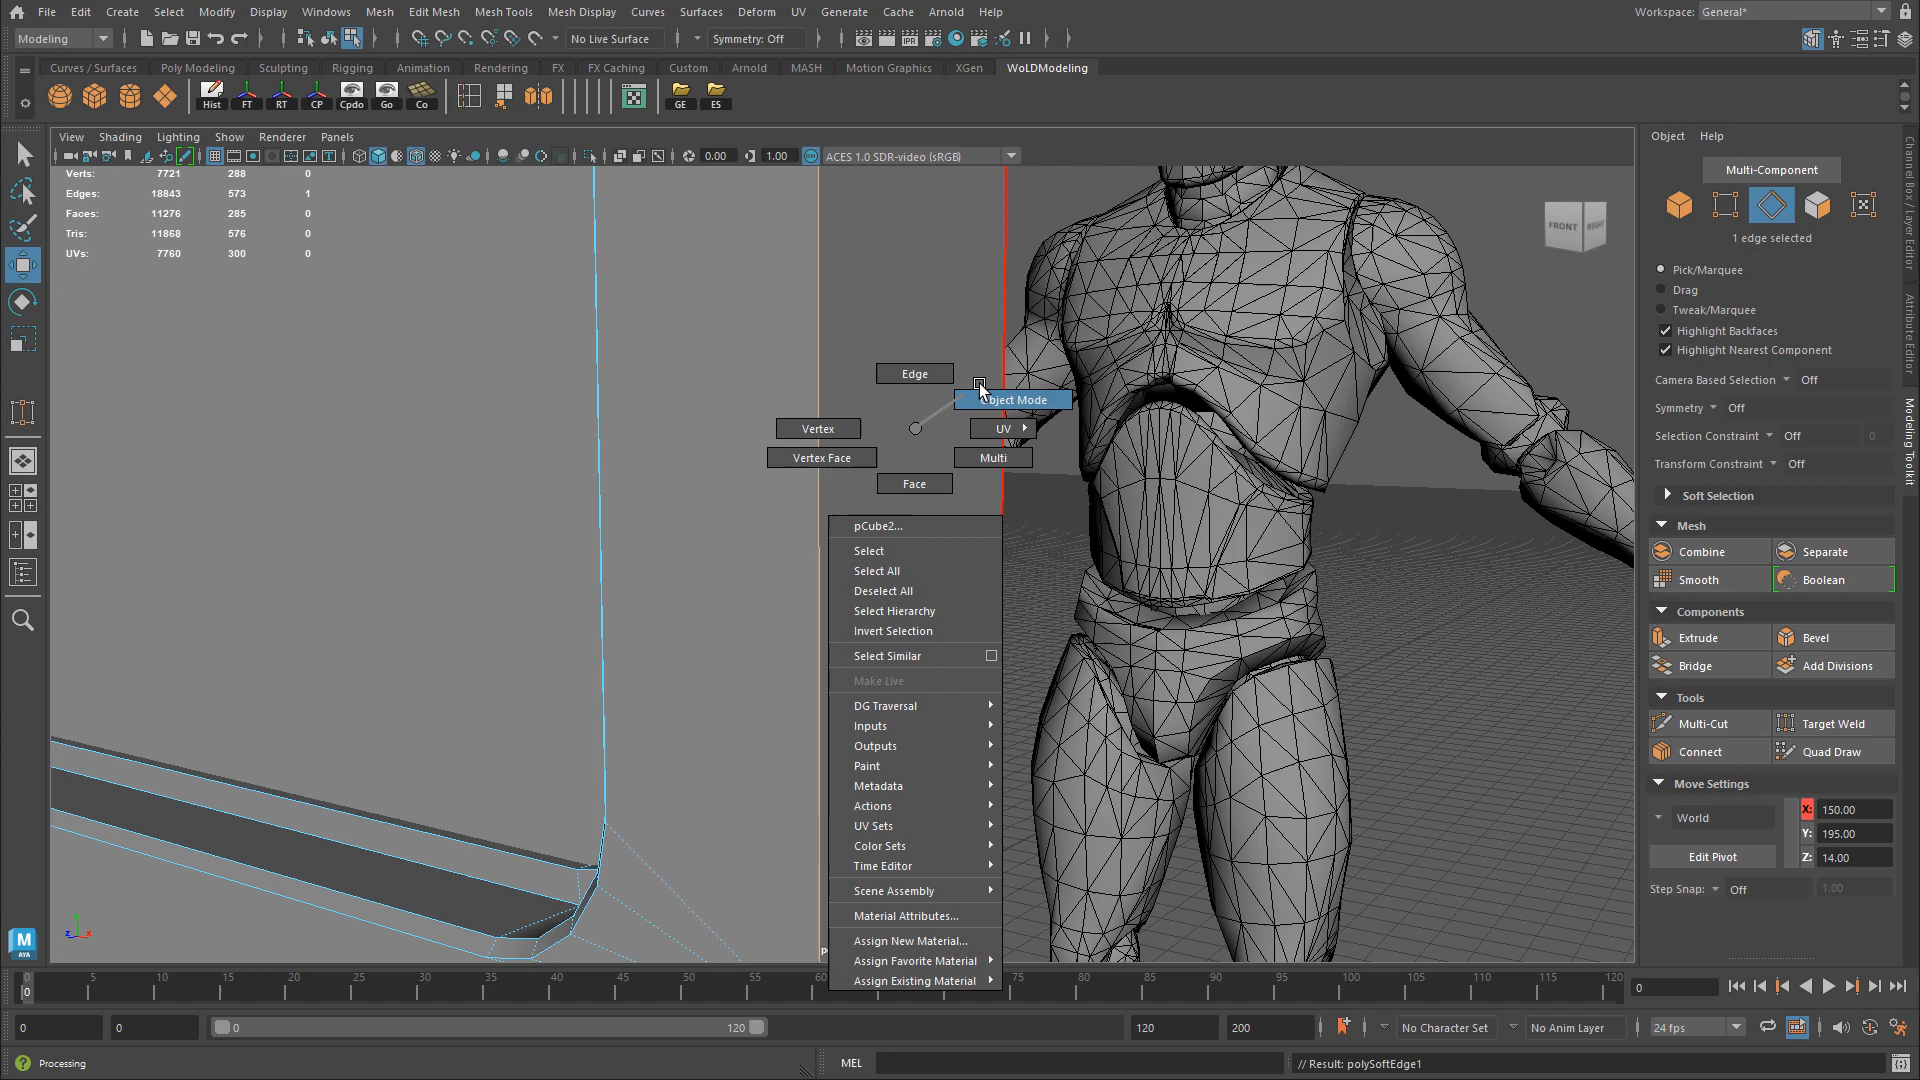 File Edit Create Select Modify Display Windows Mesh Edit Mesh Mesh Tools Mesh Display Curves Surfaces Deform UV Generate Cache Arnold Help Workspace: General*
Modeling No Live Surface Symmetry: Off
Curves / Surfaces Poly Modeling Sculpting Rigging Animation Rendering FX FX Caching Custom Arnold MASH Motion Graphics XGen WoLDModeling
Hist FT RT CP Cpdo Go Co GE ES
View Shading Lighting Show Renderer Panels
0.00 1.00 ACES 1.0 SDR-video (sRGB)
Verts: 7721 288 0
Edges: 18843 573 1
Faces: 11276 285 0
Tris: 11868 576 0
UVs: 7760 300 0
FRONT RIGHT
Edge
Object Mode
Vertex UV
Vertex Face Multi
Face
pCube2...
Select
Select All
Deselect All
Select Hierarchy
Invert Selection
Select Similar
Make Live
DG Traversal
Inputs
Outputs
Paint
Metadata
Actions
UV Sets
Color Sets
Time Editor
Scene Assembly
Material Attributes...
Assign New Material...
Assign Favorite Material
Assign Existing Material
Object Help
Multi-Component
1 edge selected
Pick/Marquee
Drag
Tweak/Marquee
Highlight Backfaces
Highlight Nearest Component
Camera Based Selection Off
Symmetry Off
Selection Constraint Off 0
Transform Constraint Off
Soft Selection
Mesh
Combine Separate
Smooth Boolean
Components
Extrude Bevel
Bridge Add Divisions
Tools
Multi-Cut Target Weld
Connect Quad Draw
Move Settings
X: 150.00
World
Y: 195.00
Edit Pivot Z: 14.00
Step Snap: Off 1.00
Channel Box / Layer Editor
Attribute Editor
Modeling Toolkit
M
AYA
z x
0 5 10 15 20 25 30 35 40 45 50 55 60 75 80 85 90 95 100 105 110 115 120
0 0
0 0 0 120 120 200 No Character Set No Anim Layer 24 fps
Processing MEL // Result: polySoftEdge1